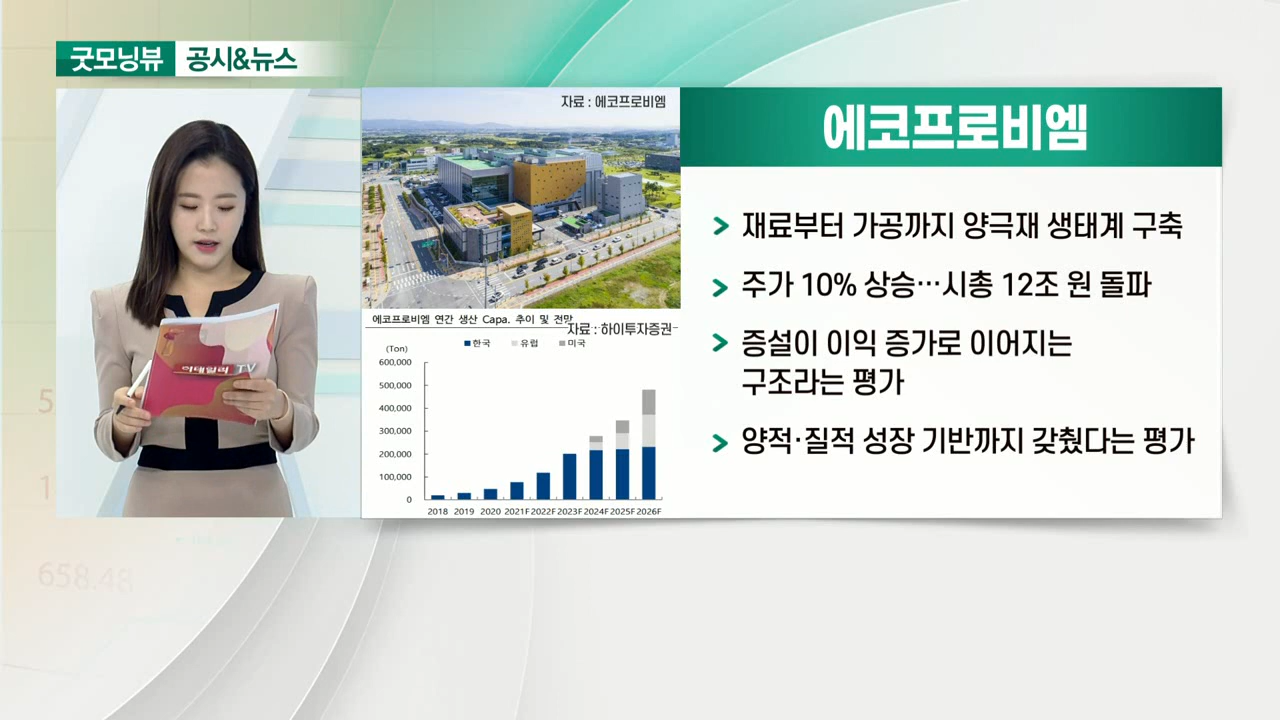 굿모닝뷰 공시&뉴스
자료 : 에코프로비엠
에코프로비엠
재료부터 가공까지 양극재 생태계 구축
주가 10% 상승…시총 12조 원 돌파
증설이 이익 증가로 이어지는
구조라는 평가
양적·질적 성장 기반까지 갖췄다는 평가
에코프로비엠 연간 생산 Capa. 추이 및 전망
자료 : 하이투자증권
(Ton)
한국 유럽 미국
600,000
500,000
400,000
300,000
200,000
100,000
0
2018 2019 2020 2021F 2022F 2023F 2024F 2025F 2026F
이데일리 TV
658.48